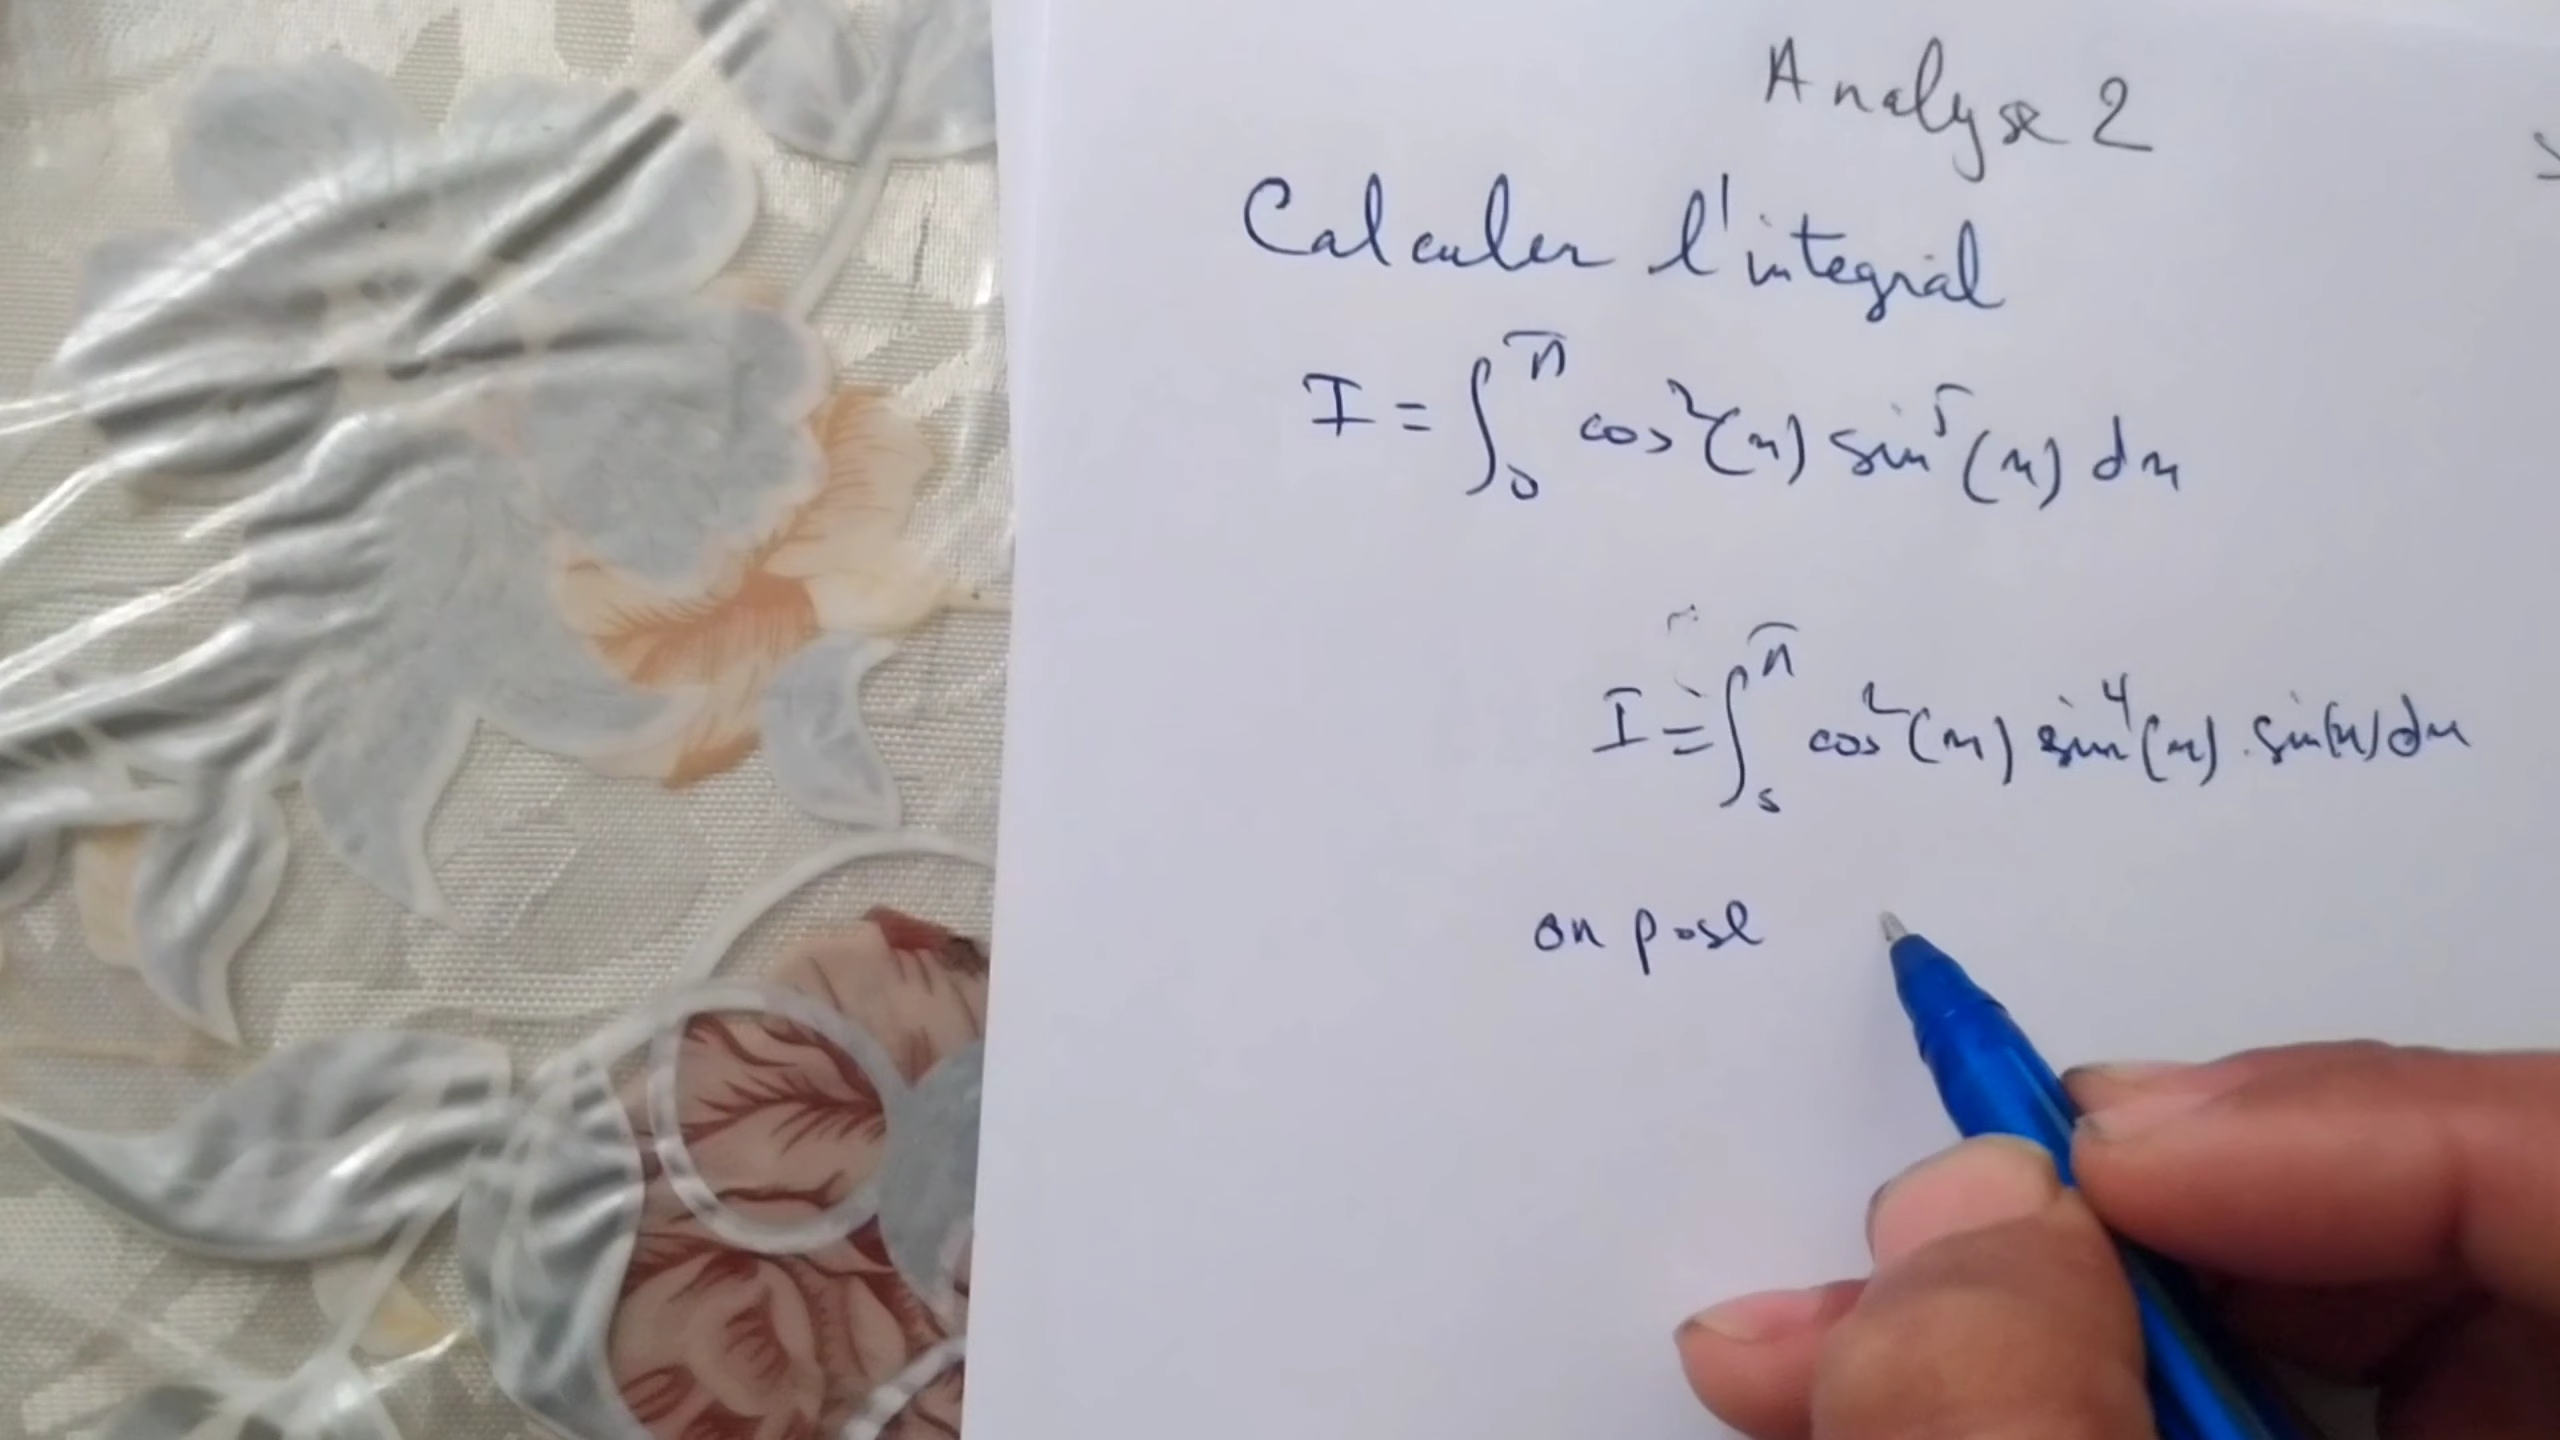 Analyse 2
Calculer l'integral
I = ∫₀^π cos²(x) sin⁵(x) dx
I = ∫₀^π cos²(x) sin⁴(x) . sin(x) dx
on pose